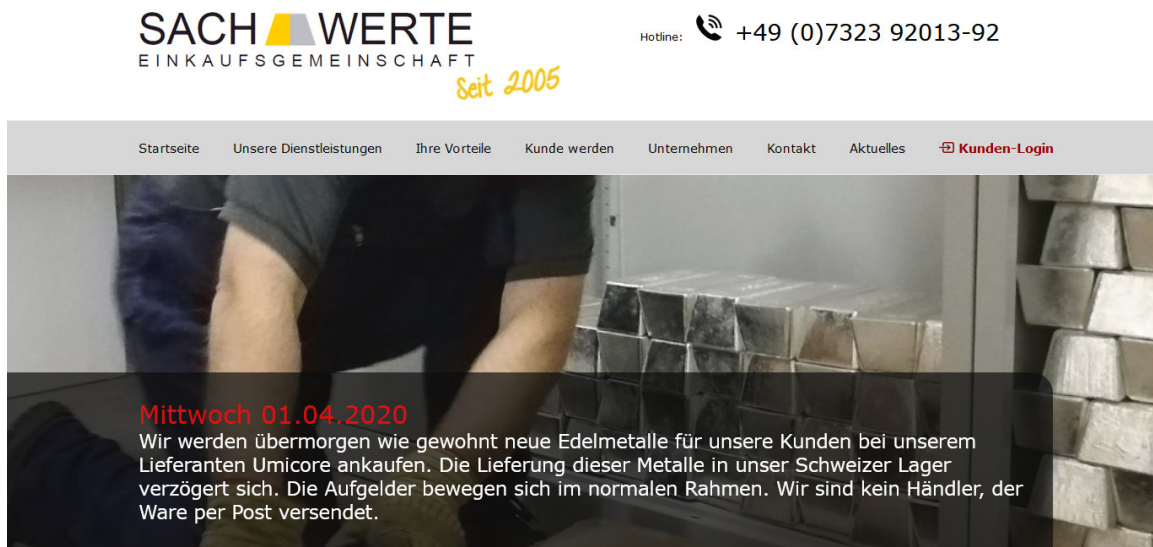 SACH WERTE
EINKAUFSGEMEINSCHAFT
Seit 2005
Hotline: +49 (0)7323 92013-92
Startseite Unsere Dienstleistungen Ihre Vorteile Kunde werden Unternehmen Kontakt Aktuelles Kunden-Login
Mittwoch 01.04.2020
Wir werden übermorgen wie gewohnt neue Edelmetalle für unsere Kunden bei unserem
Lieferanten Umicore ankaufen. Die Lieferung dieser Metalle in unser Schweizer Lager
verzögert sich. Die Aufgelder bewegen sich im normalen Rahmen. Wir sind kein Händler, der
Ware per Post versendet.